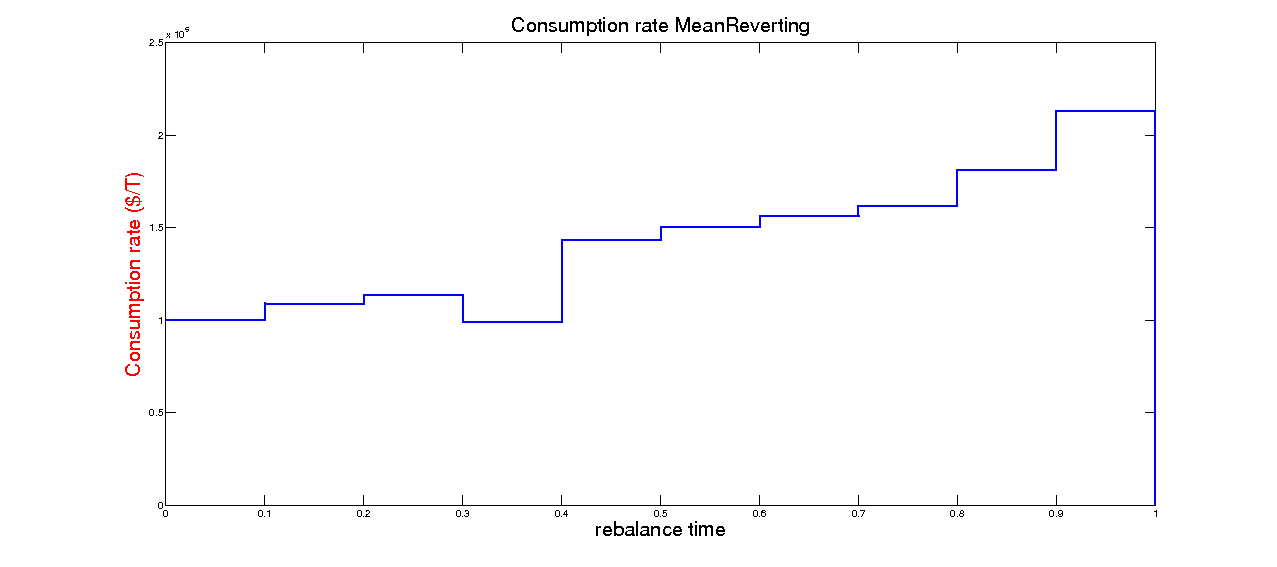 Consumption rate MeanReverting
x 10^5
2.5
2
1.5
1
0.5
0
Consumption rate ($/T)
0 0.1 0.2 0.3 0.4 0.5 0.6 0.7 0.8 0.9 1
rebalance time